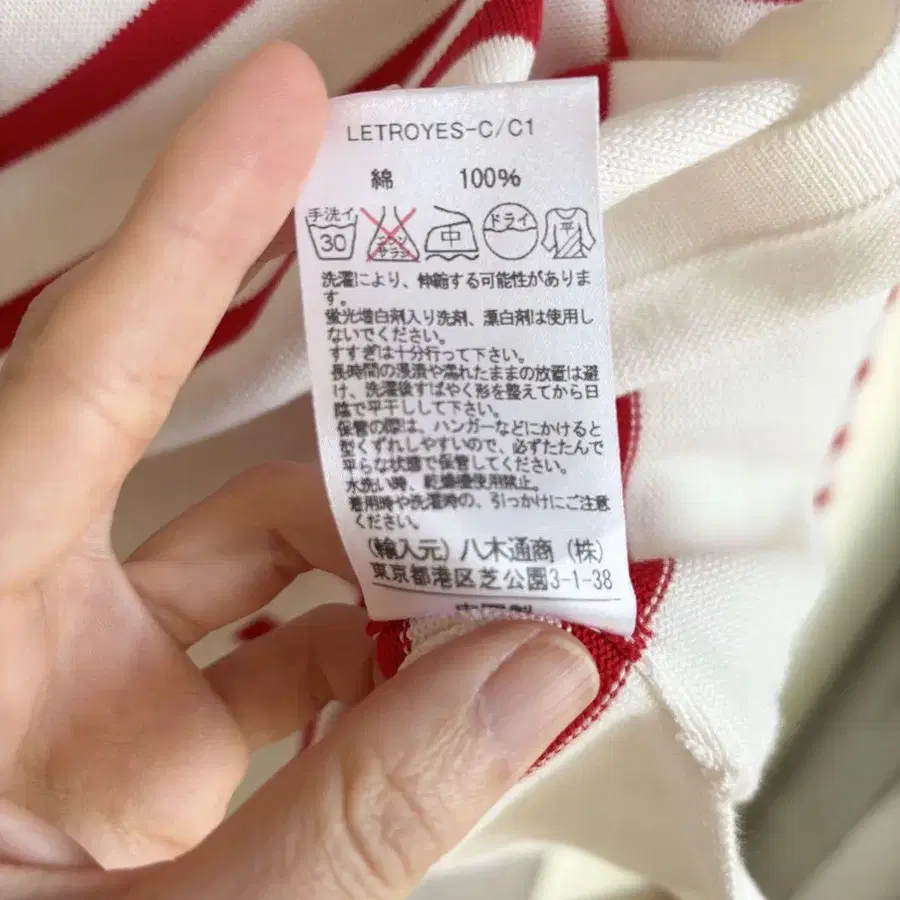 LETROYES-C/C1
綿 100%
手洗イ 30 エンソ サラシ 中 ドライ 平
洗濯により、伸縮する可能性がありま
す。
蛍光増白剤入り洗剤、漂白剤は使用し
ないでください。
すすぎは十分行って下さい。
長時間の浸漬や濡れたままの放置は避
け、洗濯後すばやく形を整えてから日
陰で平干しして下さい。
保管の際は、ハンガーなどにかけると
型くずれしやすいので、必ずたたんで
平らな状態で保管してください。
水洗い時、乾燥機使用禁止。
着用時や洗濯時の、引っかけにご注意
ください。
(輸入元) 八木通商 (株)
東京都港区芝公園3-1-38